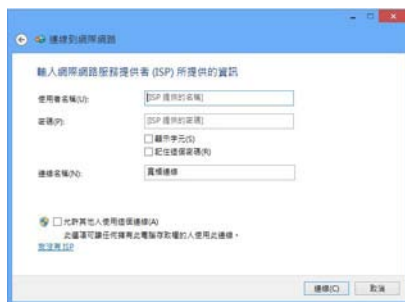 連線到網際網路
輸入網際網路服務提供者 (ISP) 所提供的資訊
使用者名稱(U):
[ISP 提供的名稱]
密碼(P):
[ISP 提供的密碼]
顯示字元(S)
記住這個密碼(R)
連線名稱(N):
寬頻連線
允許其他人使用這個連線(A)
此選項可讓任何擁有此電腦存取權的人使用此連線。
我沒有 ISP
連線(C)
取消